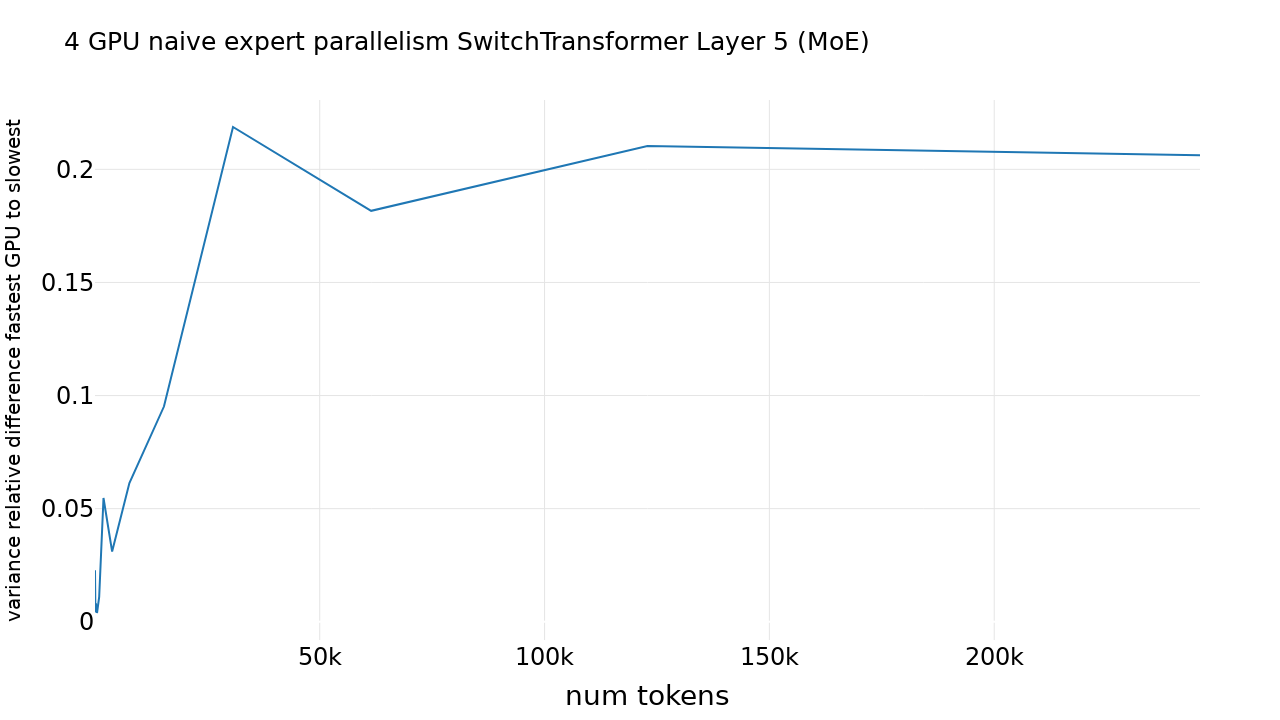 4 GPU naive expert parallelism SwitchTransformer Layer 5 (MoE)
variance relative difference fastest GPU to slowest
0.2
0.15
0.1
0.05
0
50k
100k
150k
200k
num tokens